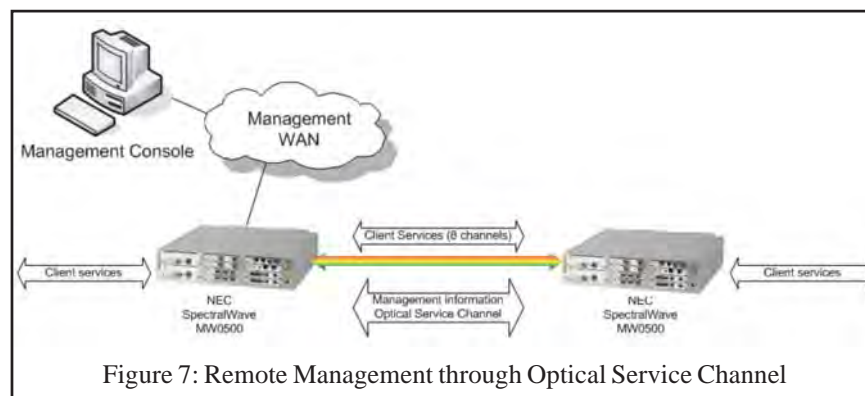 Management
WAN
Management Console
Client Services (8 channels)
Client services
Client services
Management information
Optical Service Channel
NEC
SpectralWave
MW0500
NEC
SpectralWave
MW0500
Figure 7: Remote Management through Optical Service Channel